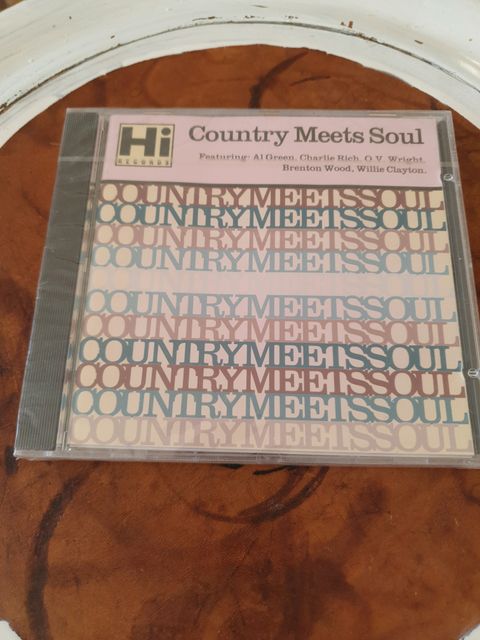 Hi
RECORDS
Country Meets Soul
Featuring: Al Green, Charlie Rich, O.V. Wright,
Brenton Wood, Willie Clayton.
COUNTRYMEETSSOUL
COUNTRYMEETSSOUL
COUNTRYMEETSSOUL
COUNTRYMEETSSOUL
COUNTRYMEETSSOUL
COUNTRYMEETSSOUL
COUNTRYMEETSSOUL
COUNTRYMEETSSOUL
COUNTRYMEETSSOUL
COUNTRYMEETSSOUL